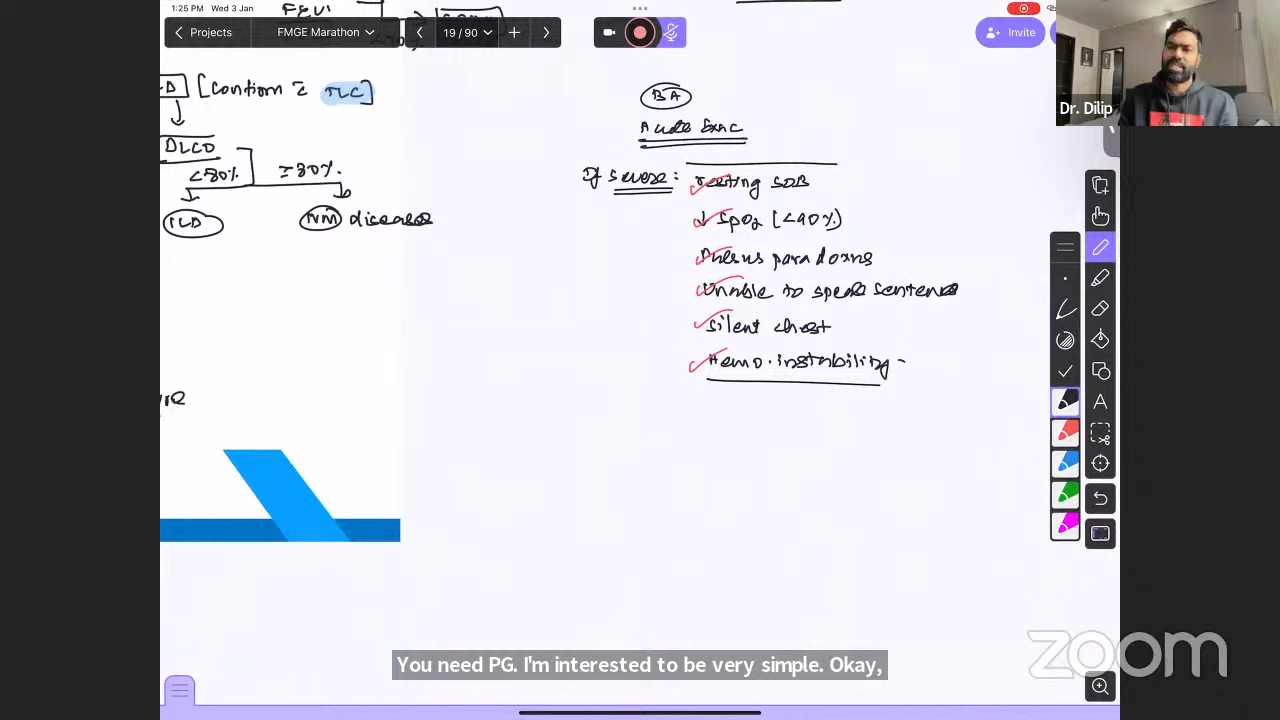 1:25 PM Wed 3 Jan
FEV1
Projects
FMGE Marathon
19 / 90
Invite
Dr. Dilip
D [Confirm c̄ TLC]
DLCO
<80% ≥80%
ILD NM disease
BA
Acute Exac
If severe: resting SOB
↓ SpO2 [<90%]
Pulsus paradoxus
Unable to speak sentence
Silent chest
Hemo. instability -
A
You need PG. I'm interested to be very simple. Okay,
zoom